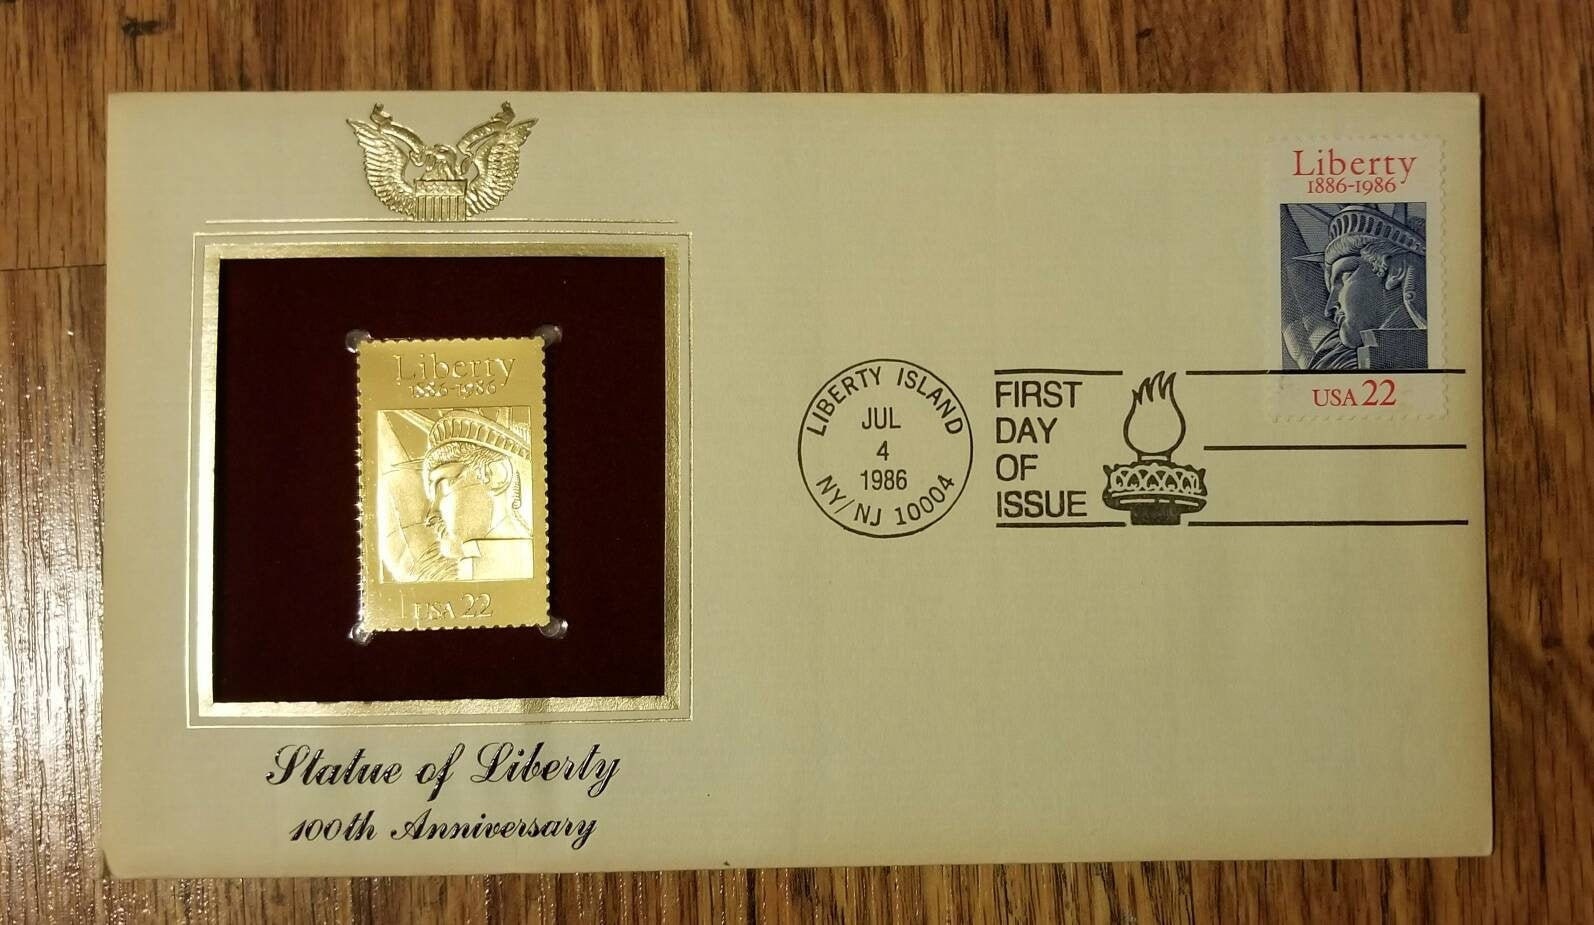 Liberty
1886-1986
USA 22
Statue of Liberty
100th Anniversary
LIBERTY ISLAND
JUL
4
1986
NY/NJ 10004
FIRST
DAY
OF
ISSUE
Liberty
1886-1986
USA 22